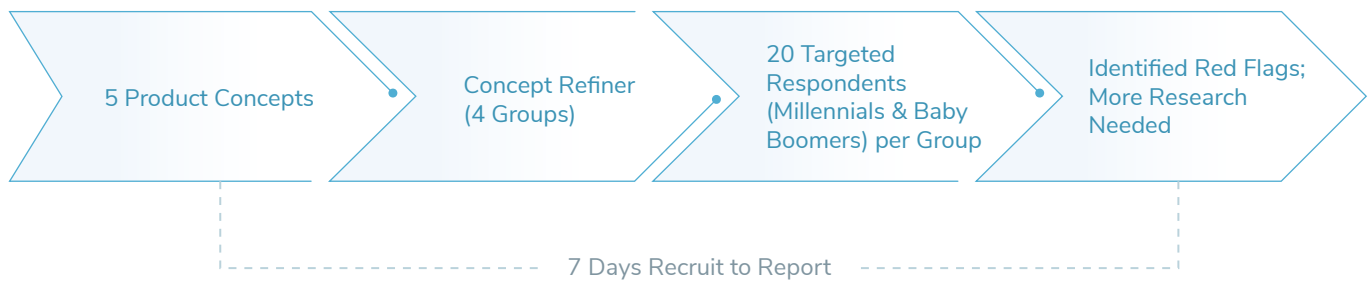 5 Product Concepts
Concept Refiner
(4 Groups)
20 Targeted
Respondents
(Millennials & Baby
Boomers) per Group
Identified Red Flags;
More Research
Needed
7 Days Recruit to Report